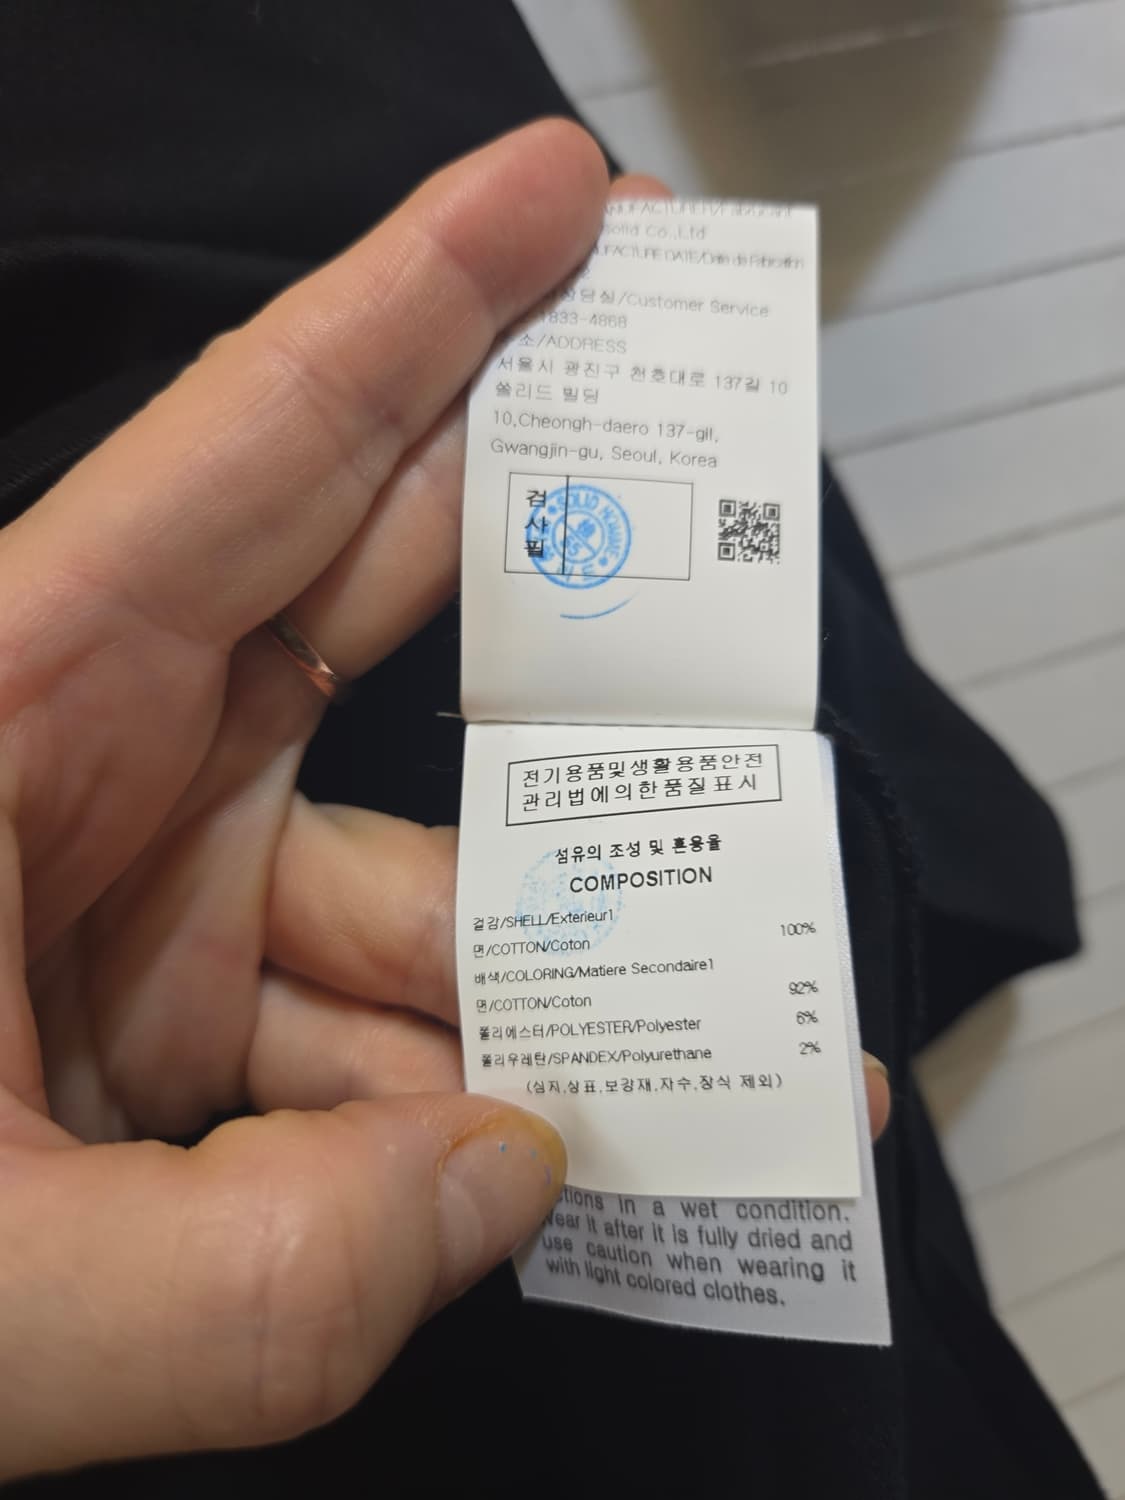 Co.,Ltd
상담실/Customer Service
1833-4868
소/ADDRESS
서울시 광진구 천호대로 137길 10
쏠리드 빌딩
10,Cheongh-daero 137-gil,
Gwangjin-gu, Seoul, Korea
검
사
필
SOLID HOMME
전기용품및생활용품안전
관리법에의한품질표시
섬유의 조성 및 혼용율
COMPOSITION
겉감/SHELL/Exterieur1
면/COTTON/Coton 100%
배색/COLORING/Matiere Secondaire1
면/COTTON/Coton 92%
폴리에스터/POLYESTER/Polyester 6%
폴리우레탄/SPANDEX/Polyurethane 2%
(심지,상표,보강재,자수,장식 제외)
in a wet condition.
it after it is fully dried and
use caution when wearing it
with light colored clothes.